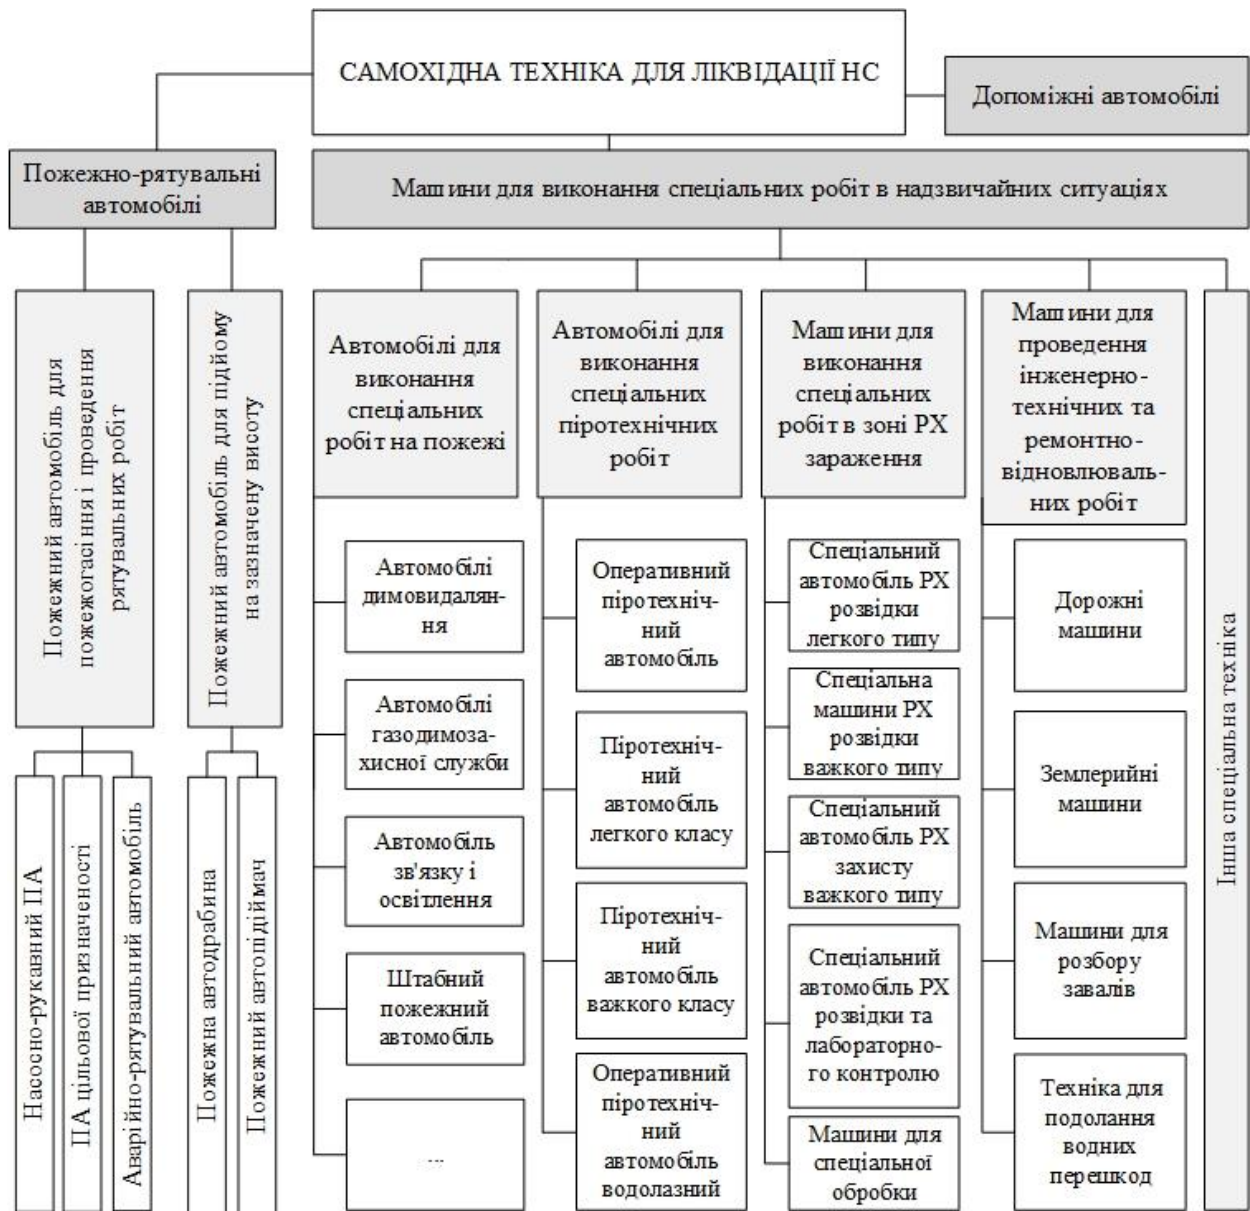 САМОХІДНА ТЕХНІКА ДЛЯ ЛІКВІДАЦІЇ НС
Допоміжні автомобілі
Пожежно-рятувальні
автомобілі
Машини для виконання спеціальних робіт в надзвичайних ситуаціях
Пожежний автомобіль для
пожежогасіння і проведення
рятувальних робіт
Пожежний автомобіль для підйому
на зазначену висоту
Автомобілі для
виконання
спеціальних
робіт на пожежі
Автомобілі для
виконання
спеціальних
піротехнічних
робіт
Машини для
виконання
спеціальних
робіт в зоні РХ
зараження
Машини для
проведення
інженерно-
технічних та
ремонтно-
відновлюваль-
них робіт
Інша спеціальна техніка
Насосно-рукавний ПА
ПА цільової призначеності
Аварійно-рятувальний автомобіль
Пожежна автодрабина
Пожежний автопідіймач
Автомобілі
димовидалян-
ня
Автомобілі
газодимоза-
хисної служби
Автомобіль
зв'язку і
освітлення
Штабний
пожежний
автомобіль
...
Оперативний
піротехніч-
ний
автомобіль
Піротехніч-
ний
автомобіль
легкого класу
Піротехніч-
ний
автомобіль
важкого класу
Оперативний
піротехніч-
ний
автомобіль
водолазний
Спеціальний
автомобіль РХ
розвідки
легкого типу
Спеціальна
машини РХ
розвідки
важкого типу
Спеціальний
автомобіль РХ
захисту
важкого типу
Спеціальний
автомобіль РХ
розвідки та
лабораторно-
го контролю
Машини для
спеціальної
обробки
Дорожні
машини
Землерийні
машини
Машини для
розбору
завалів
Техніка для
подолання
водних
перешкод